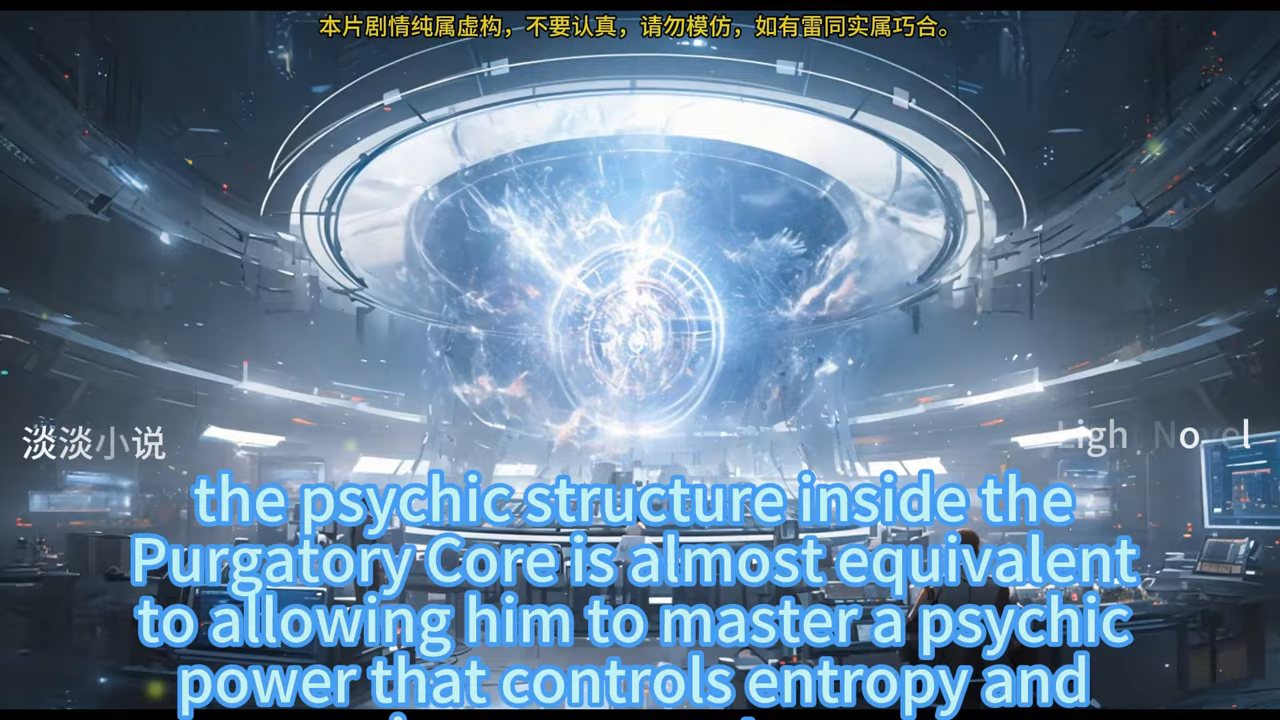 本片剧情纯属虚构，不要认真，请勿模仿，如有雷同实属巧合。
淡淡小说
Light Novel
the psychic structure inside the
Purgatory Core is almost equivalent
to allowing him to master a psychic
power that controls entropy and